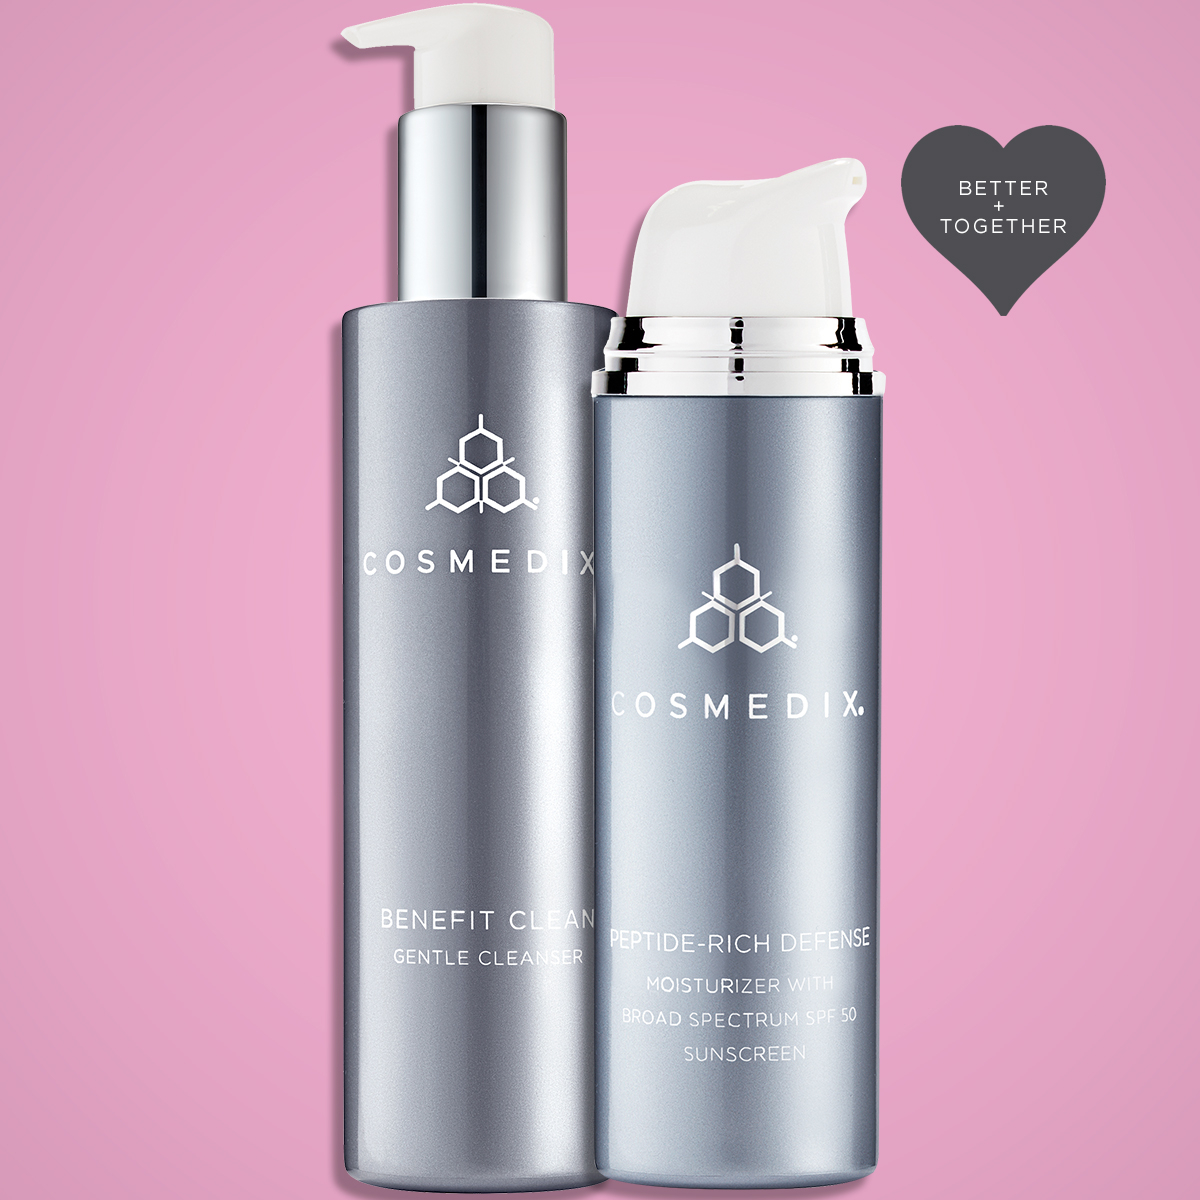 COSMEDIX
BENEFIT CLEAN
GENTLE CLEANSER
COSMEDIX.
PEPTIDE-RICH DEFENSE
MOISTURIZER WITH
BROAD SPECTRUM SPF 50
SUNSCREEN
BETTER
+
TOGETHER